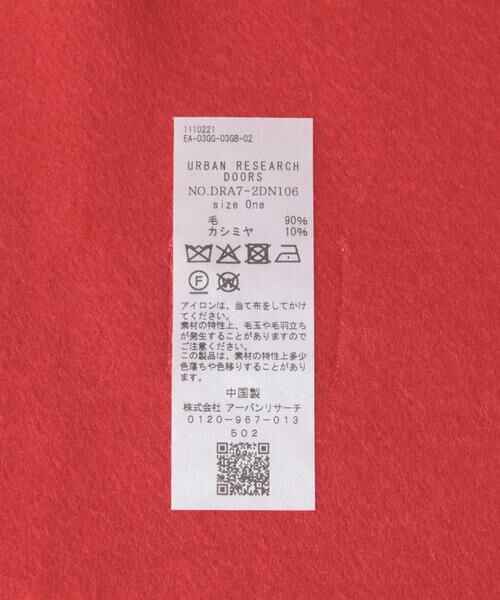 1110221
EA-03GG-03GB-02
URBAN RESEARCH
DOORS
NO.DRA7-2DN106
size One
毛 90%
カシミヤ 10%
F W
アイロンは、当て布をしてかけ
てください。
素材の特性上、毛玉や毛羽立ち
が発生することがありますので
ご注意ください。
この製品は、素材の特性上多少
色落ちや色移りすることがあり
ます。
中国製
株式会社 アーバンリサーチ
0120-967-013
502